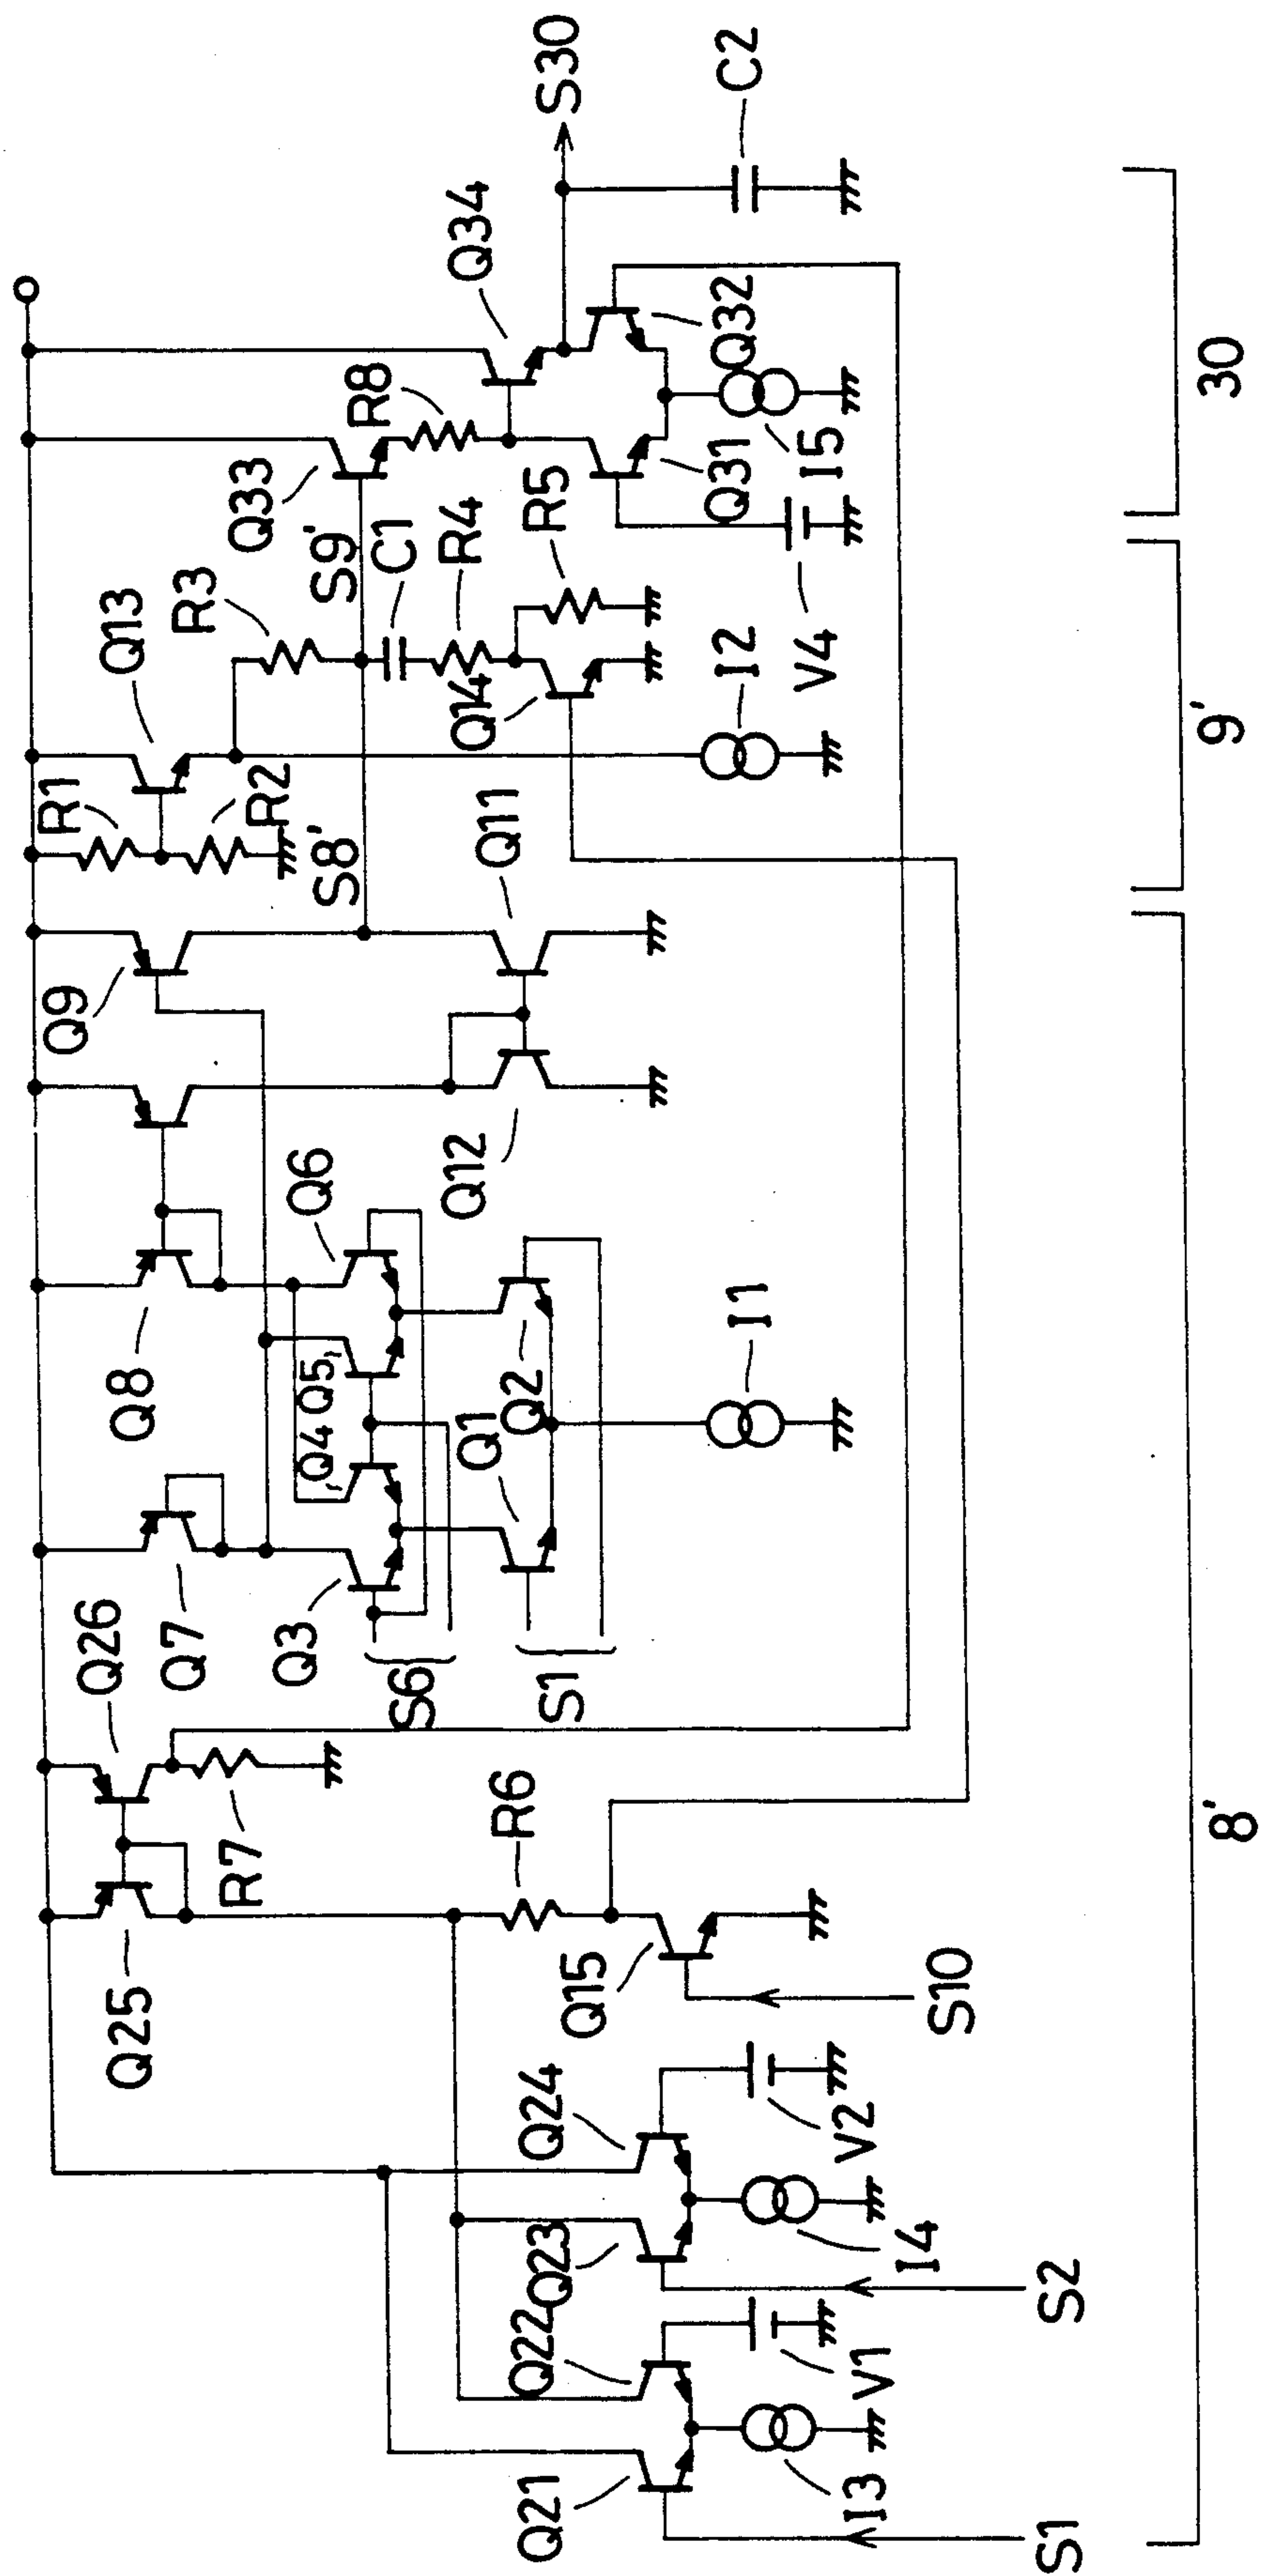 S30
C2
Q34
R8
Q32
Q33
S9'
C1
R4
R5
Q31
I5
30
Q13
R3
Q14
I2
V4
9'
R1
R2
S8'
Q11
Q9
Q12
Q6
Q8
Q5
Q4
Q2
Q1
I1
Q7
Q3
S6
S1
Q26
R7
R6
Q25
Q15
S10
8'
Q24
V2
Q23
I4
Q22
S2
V1
Q21
I3
S1